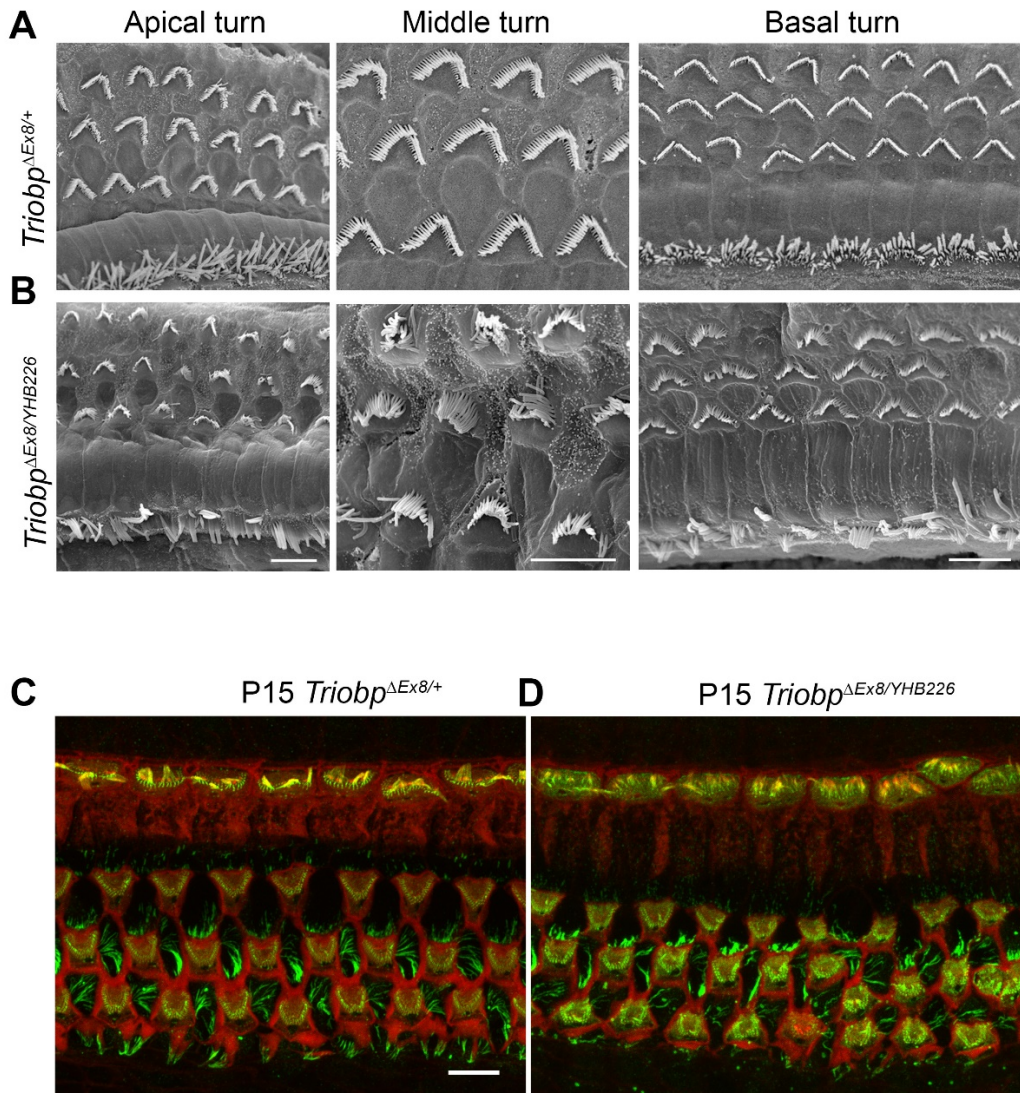 A Apical turn Middle turn Basal turn
Triobp^ΔEx8/+
B
Triobp^ΔEx8/YHB226
C P15 Triobp^ΔEx8/+ D P15 Triobp^ΔEx8/YHB226